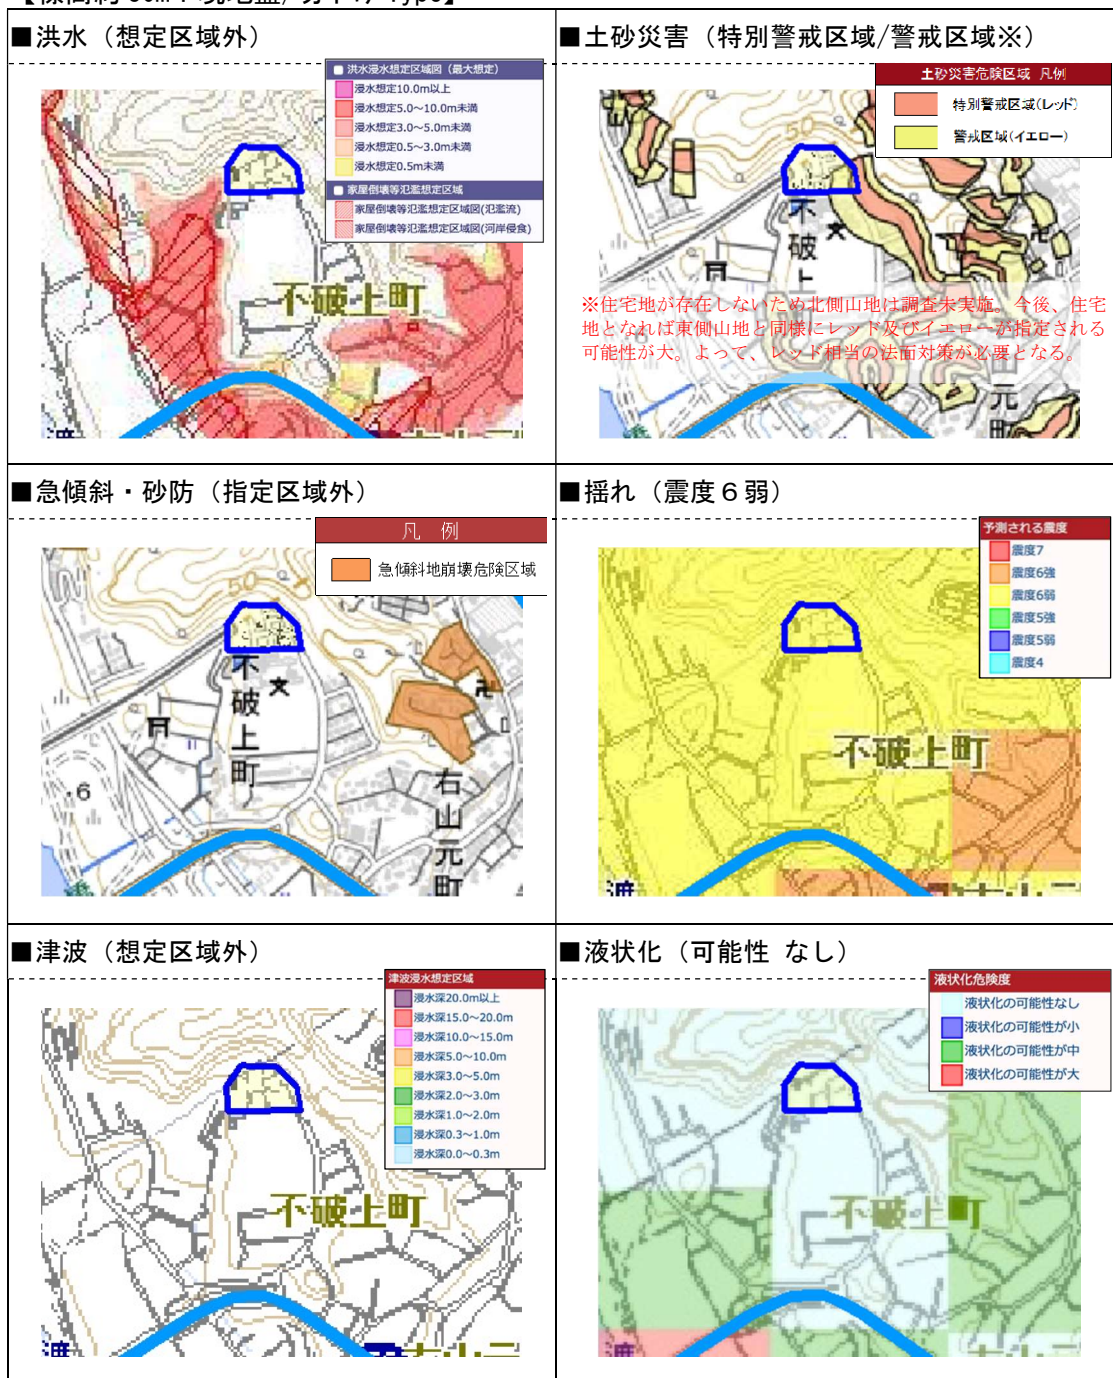 ■洪水（想定区域外）
洪水浸水想定区域図（最大想定）
浸水想定10.0m以上
浸水想定5.0～10.0m未満
浸水想定3.0～5.0m未満
浸水想定0.5～3.0m未満
浸水想定0.5m未満
家屋倒壊等氾濫想定区域
家屋倒壊等氾濫想定区域図(氾濫流)
家屋倒壊等氾濫想定区域図(河岸侵食)
不破上町
渡
■土砂災害（特別警戒区域/警戒区域※）
土砂災害危険区域 凡例
特別警戒区域(レッド)
警戒区域(イエロー)
50
不破上
文
※住宅地が存在しないため北側山地は調査未実施。今後、住宅
地となれば東側山地と同様にレッド及びイエローが指定される
可能性が大。よって、レッド相当の法面対策が必要となる。
元町
■急傾斜・砂防（指定区域外）
凡 例
急傾斜地崩壊危険区域
50
不破上町
文
.6
右山元町
■揺れ（震度６弱）
予測される震度
震度7
震度6強
震度6弱
震度5強
震度5弱
震度4
不破上町
渡
■津波（想定区域外）
津波浸水想定区域
浸水深20.0m以上
浸水深15.0～20.0m
浸水深10.0～15.0m
浸水深5.0～10.0m
浸水深3.0～5.0m
浸水深2.0～3.0m
浸水深1.0～2.0m
浸水深0.3～1.0m
浸水深0.0～0.3m
不破上町
渡
■液状化（可能性 なし）
液状化危険度
液状化の可能性なし
液状化の可能性が小
液状化の可能性が中
液状化の可能性が大
不破上町
渡